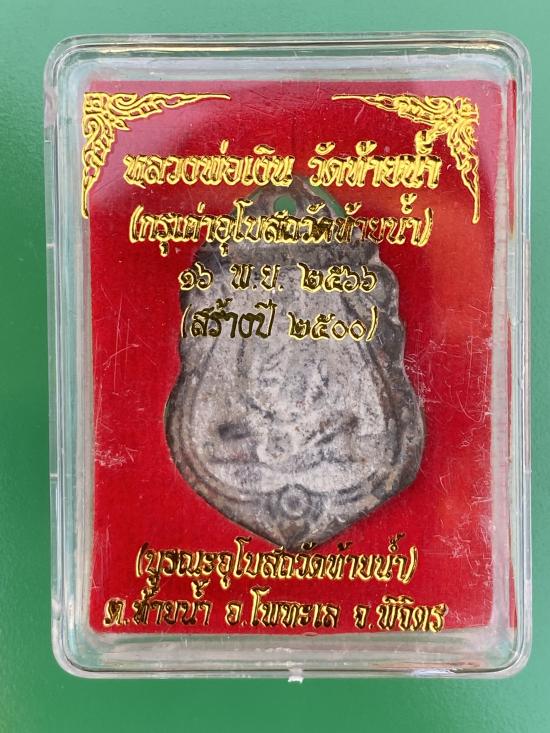 หลวงพ่อเงิน วัดท้ายน้ำ
(กรุเก่าอุโบสถวัดท้ายน้ำ)
๑๖ พ.ย. ๒๕๖๖
(สร้างปี ๒๕๐๐)
(บูรณะอุโบสถวัดท้ายน้ำ)
ต.ท้ายน้ำ อ.โพทะเล จ.พิจิตร